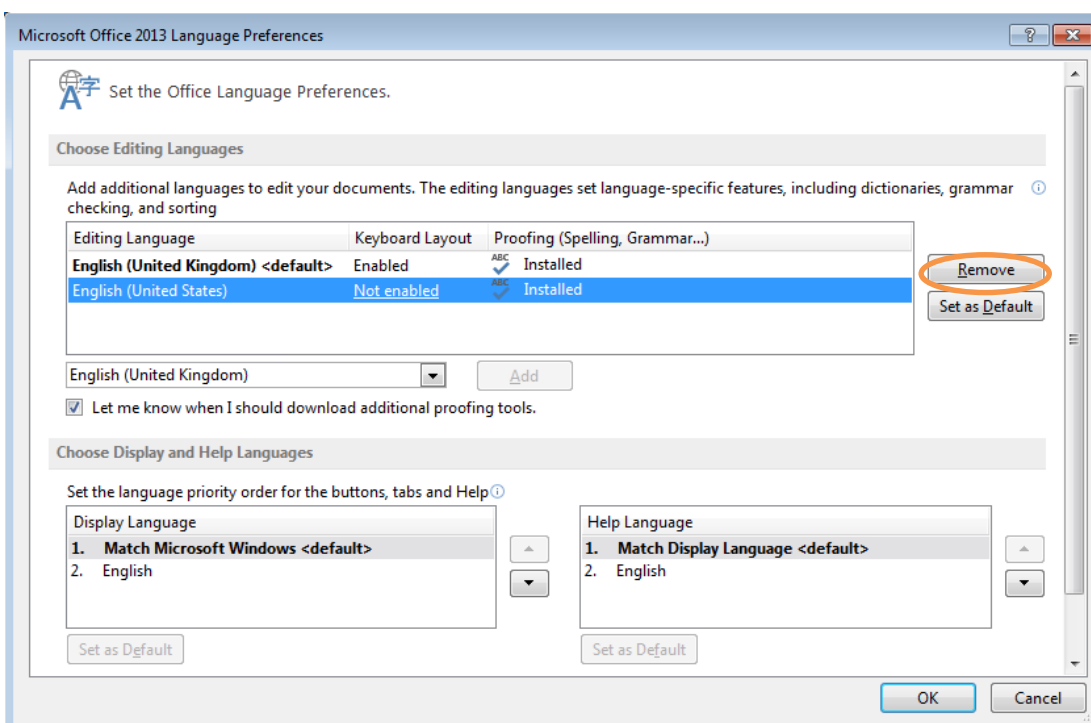 Microsoft Office 2013 Language Preferences
?
Set the Office Language Preferences.
Choose Editing Languages
Add additional languages to edit your documents. The editing languages set language-specific features, including dictionaries, grammar
checking, and sorting
Editing Language Keyboard Layout Proofing (Spelling, Grammar...)
English (United Kingdom) <default> Enabled ABC Installed
English (United States) Not enabled ABC Installed
Remove
Set as Default
English (United Kingdom) Add
Let me know when I should download additional proofing tools.
Choose Display and Help Languages
Set the language priority order for the buttons, tabs and Help
Display Language
1. Match Microsoft Windows <default>
2. English
Set as Default
Help Language
1. Match Display Language <default>
2. English
Set as Default
OK Cancel